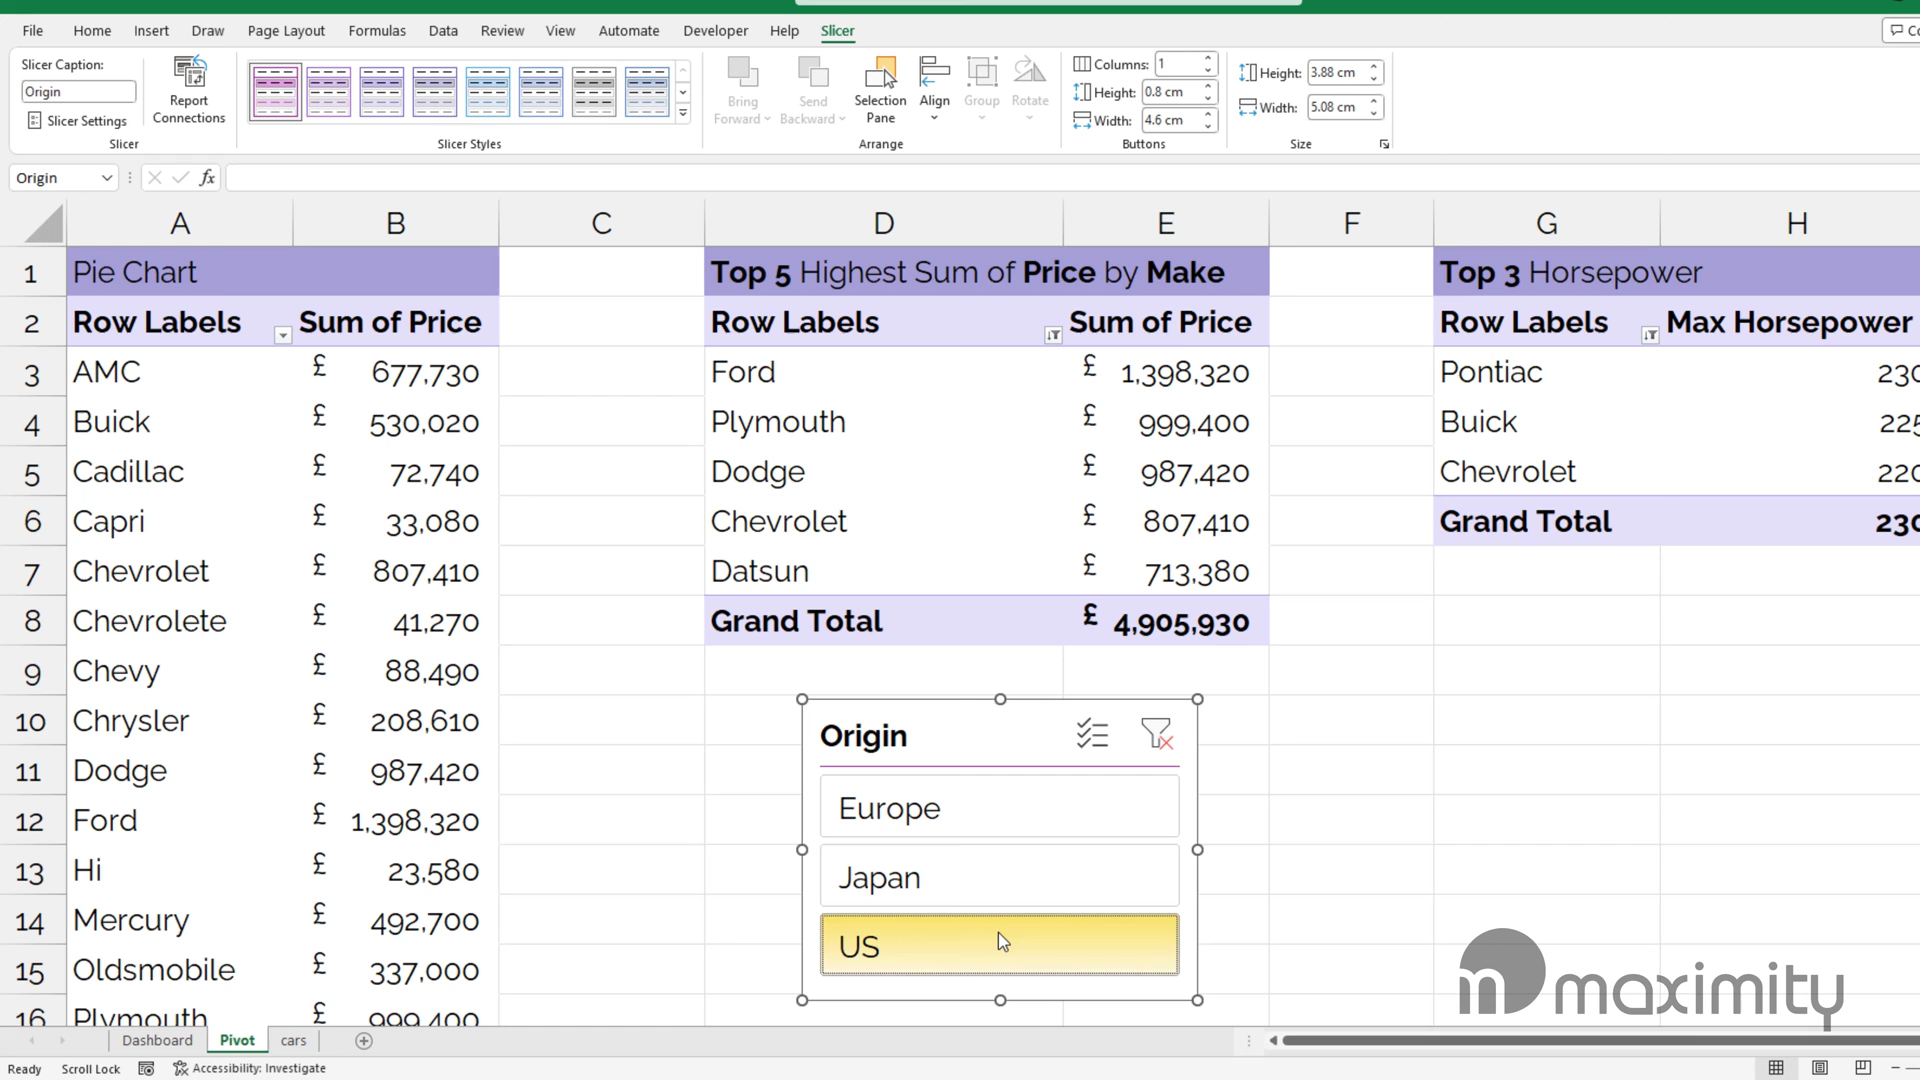 File Home Insert Draw Page Layout Formulas Data Review View Automate Developer Help Slicer
Slicer Caption:
Origin
Slicer Settings
Report
Connections
Slicer
Slicer Styles
Bring
Forward
Send
Backward
Selection
Pane
Align
Group
Rotate
Arrange
Columns: 1
Height: 0.8 cm
Width: 4.6 cm
Buttons
Height: 3.88 cm
Width: 5.08 cm
Size
Origin fx
A B C D E F G H
1 Pie Chart Top 5 Highest Sum of Price by Make Top 3 Horsepower
2 Row Labels Sum of Price Row Labels Sum of Price Row Labels Max Horsepower
3 AMC £ 677,730 Ford £ 1,398,320 Pontiac 230
4 Buick £ 530,020 Plymouth £ 999,400 Buick 225
5 Cadillac £ 72,740 Dodge £ 987,420 Chevrolet 220
6 Capri £ 33,080 Chevrolet £ 807,410 Grand Total 230
7 Chevrolet £ 807,410 Datsun £ 713,380
8 Chevrolete £ 41,270 Grand Total £ 4,905,930
9 Chevy £ 88,490
10 Chrysler £ 208,610
11 Dodge £ 987,420
12 Ford £ 1,398,320
13 Hi £ 23,580
14 Mercury £ 492,700
15 Oldsmobile £ 337,000
16 Plymouth £ 999,400
Origin
Europe
Japan
US
maximity
Dashboard Pivot cars
Ready Scroll Lock Accessibility: Investigate